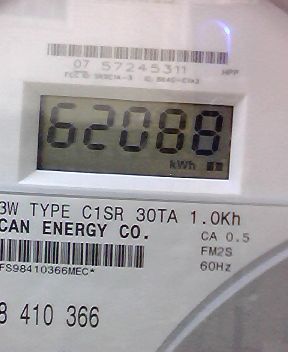 07 57245311
HPP
62088
kWh
3W TYPE C1SR 30TA 1.0Kh
CAN ENERGY CO.
CA 0.5
FM2S
60Hz
FS98410366MEC*
8 410 366